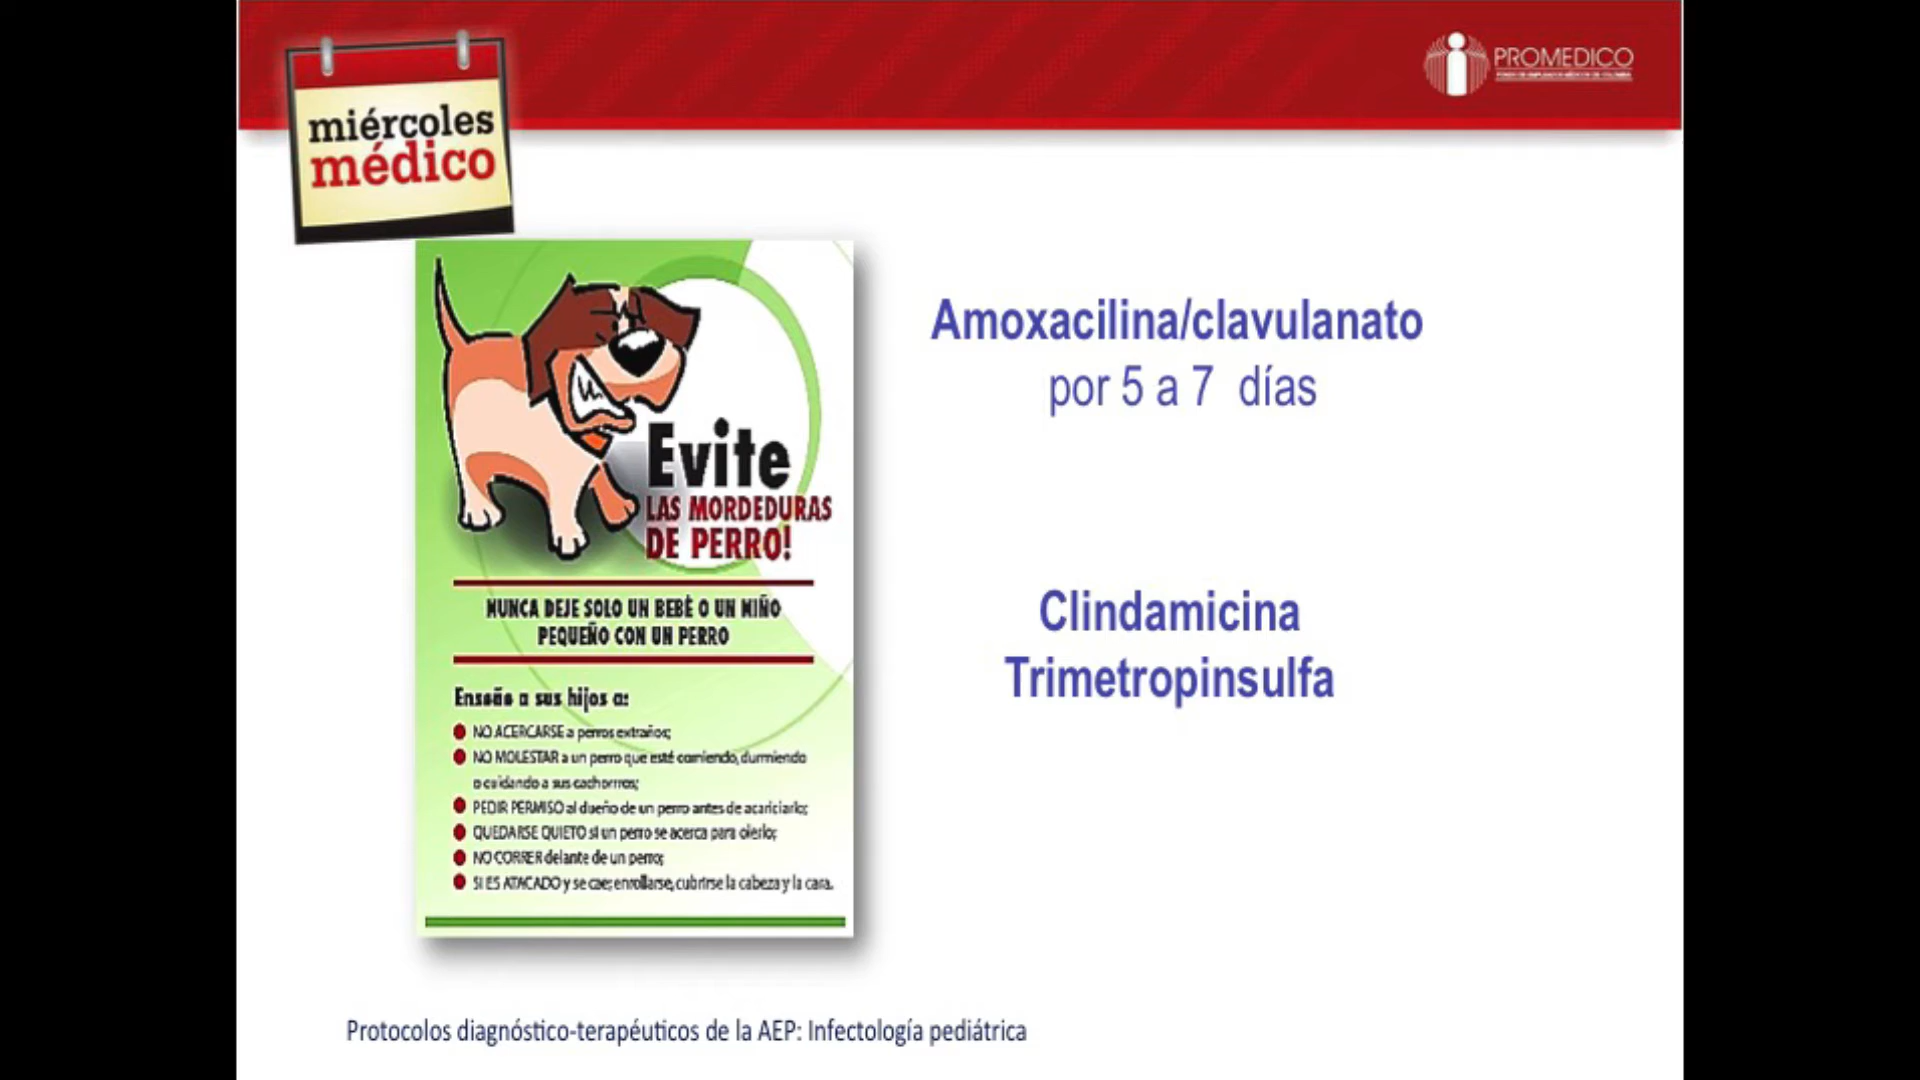 miércoles
médico
PROMEDICO
Amoxacilina/clavulanato
por 5 a 7 días
Clindamicina
Trimetropinsulfa
Evite
LAS MORDEDURAS
DE PERRO!
NUNCA DEJE SOLO UN BEBÉ O UN NIÑO
PEQUEÑO CON UN PERRO
Enseñe a sus hijos a:
NO ACERCARSE a perros extraños;
NO MOLESTAR a un perro que esté comiendo, durmiendo
o cuidando a sus cachorros;
PEDIR PERMISO al dueño de un perro antes de acariciarlo;
QUEDARSE QUIETO si un perro se acerca para olerlo;
NO CORRER delante de un perro;
SI ES ATACADO y se cae; enrollarse, cubrirse la cabeza y la cara.
Protocolos diagnóstico-terapéuticos de la AEP: Infectología pediátrica